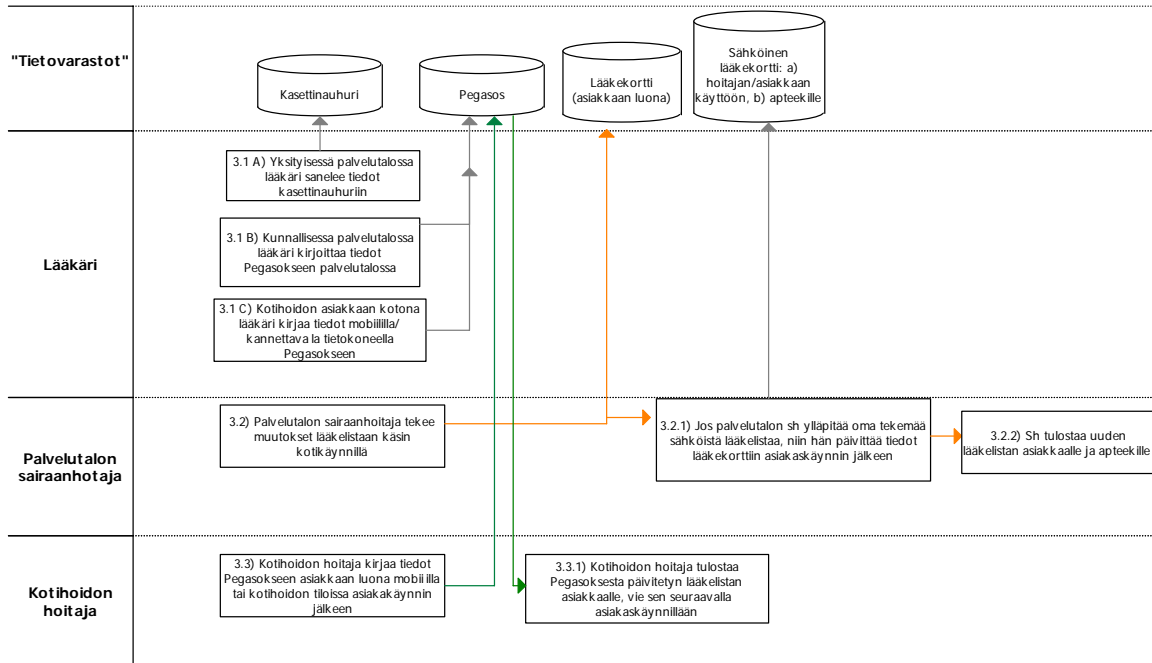 "Tietovarastot"
Kasettinauhuri
Pegasos
Lääkekortti
(asiakkaan luona)
Sähköinen
lääkekortti: a)
hoitajan/asiakkaan
käyttöön, b) apteekille
Lääkäri
3.1 A) Yksityisessä palvelutalossa
lääkäri sanelee tiedot
kasettinauhuriin
3.1 B) Kunnallisessa palvelutalossa
lääkäri kirjoittaa tiedot
Pegasokseen palvelutalossa
3.1 C) Kotihoidon asiakkaan kotona
lääkäri kirjaa tiedot mobiililla/
kannettava la tietokoneella
Pegasokseen
Palvelutalon
sairaanhotaja
3.2) Palvelutalon sairaanhoitaja tekee
muutokset lääkelistaan käsin
kotikäynnillä
3.2.1) Jos palvelutalon sh ylläpitää oma tekemää
sähköistä lääkelistaa, niin hän päivittää tiedot
lääkekorttiin asiakaskäynnin jälkeen
3.2.2) Sh tulostaa uuden
lääkelistan asiakkaalle ja apteekille
Kotihoidon
hoitaja
3.3) Kotihoidon hoitaja kirjaa tiedot
Pegasokseen asiakkaan luona mobiilla
tai kotihoidon tiloissa asiakakäynnin
jälkeen
3.3.1) Kotihoidon hoitaja tulostaa
Pegasoksesta päivitetyn lääkelistan
asiakkaalle, vie sen seuraavalla
asiakaskäynnillään